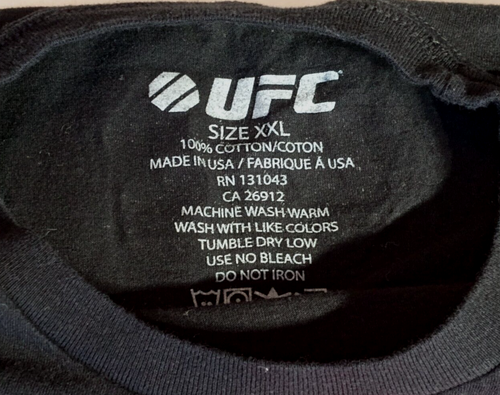 UFC
SIZE XXL
100% COTTON/COTON
MADE IN USA / FABRIQUE Á USA
RN 131043
CA 26912
MACHINE WASH WARM
WASH WITH LIKE COLORS
TUMBLE DRY LOW
USE NO BLEACH
DO NOT IRON